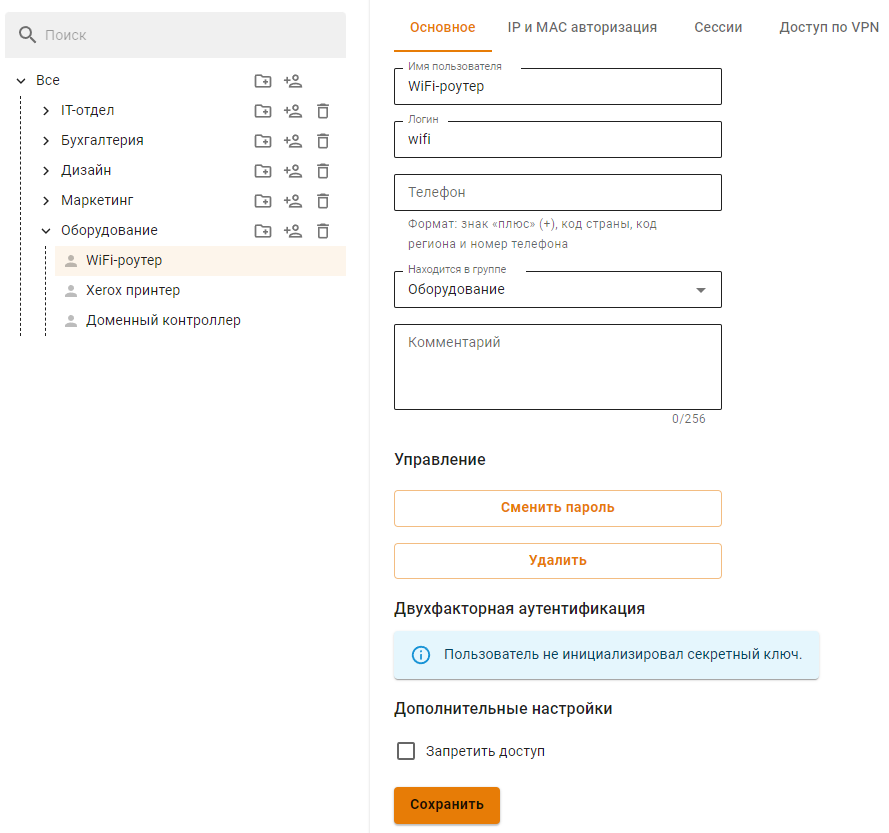 Поиск
Все
IT-отдел
Бухгалтерия
Дизайн
Маркетинг
Оборудование
WiFi-роутер
Xerox принтер
Доменный контроллер
Основное IP и MAC авторизация Сессии Доступ по VPN
Имя пользователя
WiFi-роутер
Логин
wifi
Телефон
Формат: знак «плюс» (+), код страны, код
региона и номер телефона
Находится в группе
Оборудование
Комментарий
0/256
Управление
Сменить пароль
Удалить
Двухфакторная аутентификация
Пользователь не инициализировал секретный ключ.
Дополнительные настройки
Запретить доступ
Сохранить